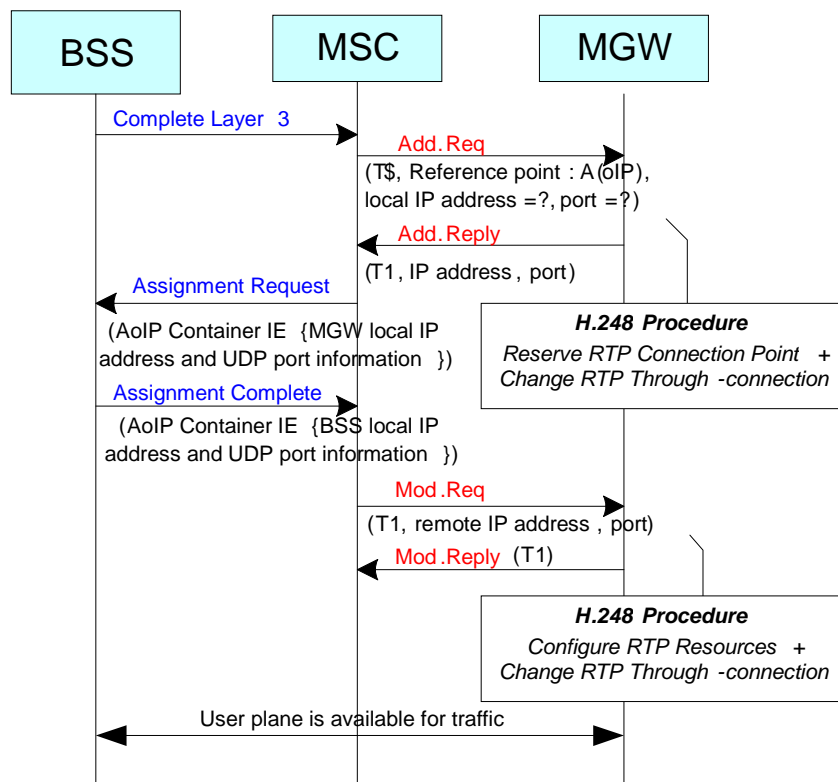 BSS
MSC
MGW
Complete Layer 3
Add.Req
(T$, Reference point : A(oIP),
local IP address =?, port =?)
Add.Reply
(T1, IP address , port)
Assignment Request
(AoIP Container IE {MGW local IP
address and UDP port information })
H.248 Procedure
Reserve RTP Connection Point +
Change RTP Through -connection
Assignment Complete
(AoIP Container IE {BSS local IP
address and UDP port information })
Mod.Req
(T1, remote IP address , port)
Mod.Reply (T1)
H.248 Procedure
Configure RTP Resources +
Change RTP Through -connection
User plane is available for traffic